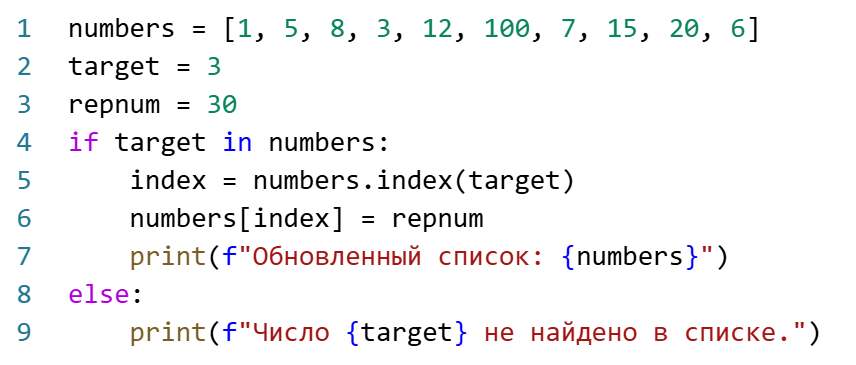 1 numbers = [1, 5, 8, 3, 12, 100, 7, 15, 20, 6]
2 target = 3
3 repnum = 30
4 if target in numbers:
5     index = numbers.index(target)
6     numbers[index] = repnum
7     print(f"Обновленный список: {numbers}")
8 else:
9     print(f"Число {target} не найдено в списке.")